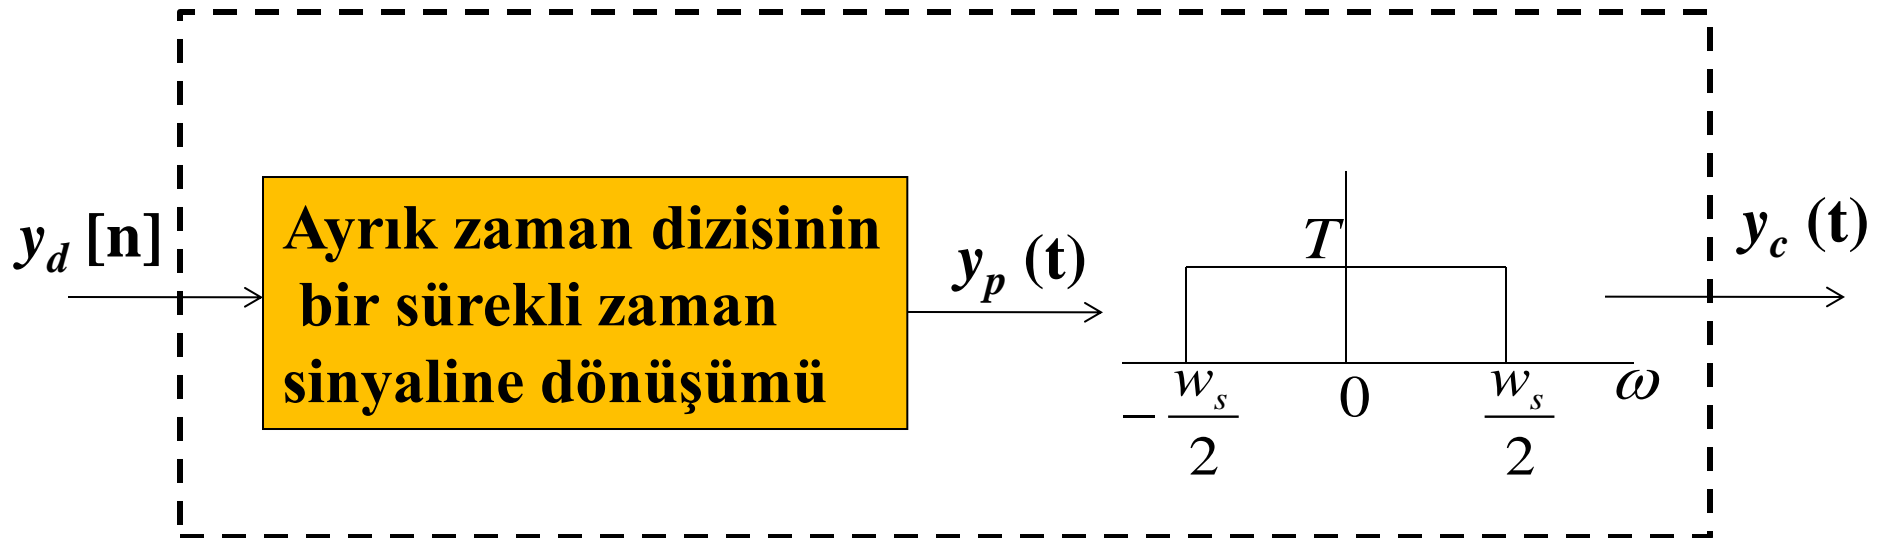 y_d [n]
Ayrık zaman dizisinin
bir sürekli zaman
sinyaline dönüşümü
y_p (t)
T
-w_s/2
0
w_s/2
ω
y_c (t)